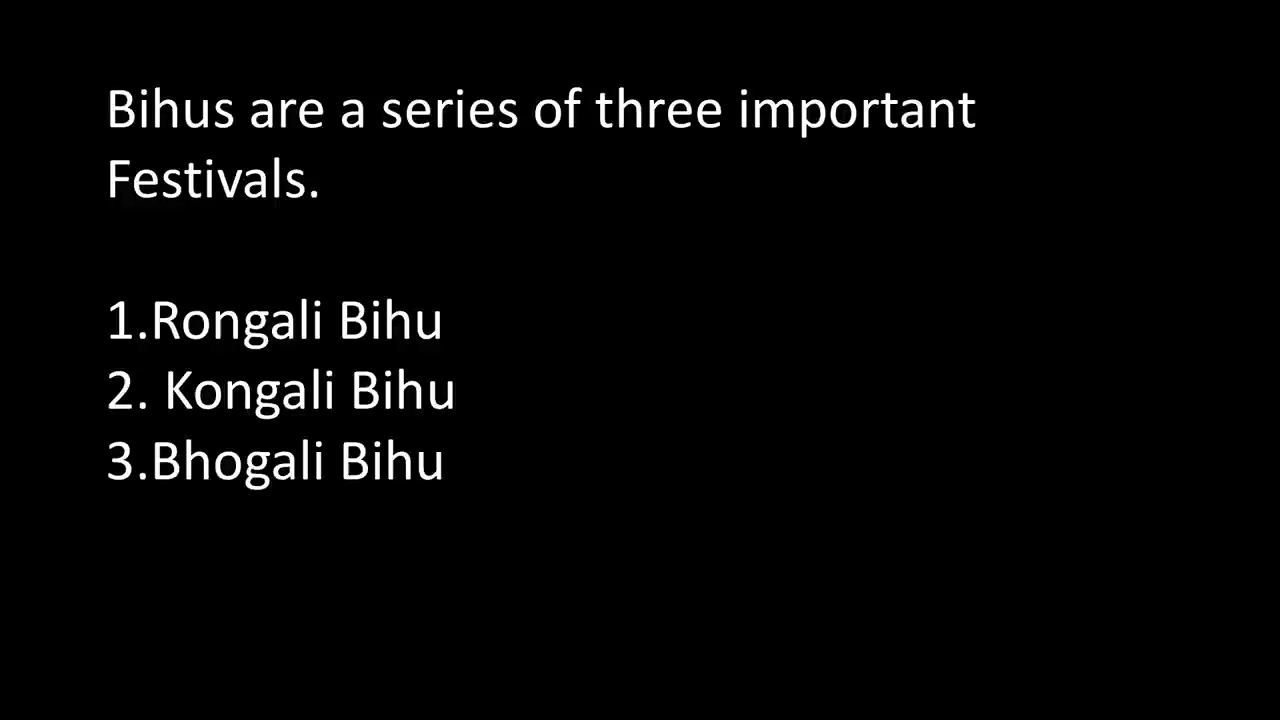 Bihus are a series of three important
Festivals.
1.Rongali Bihu
2. Kongali Bihu
3.Bhogali Bihu